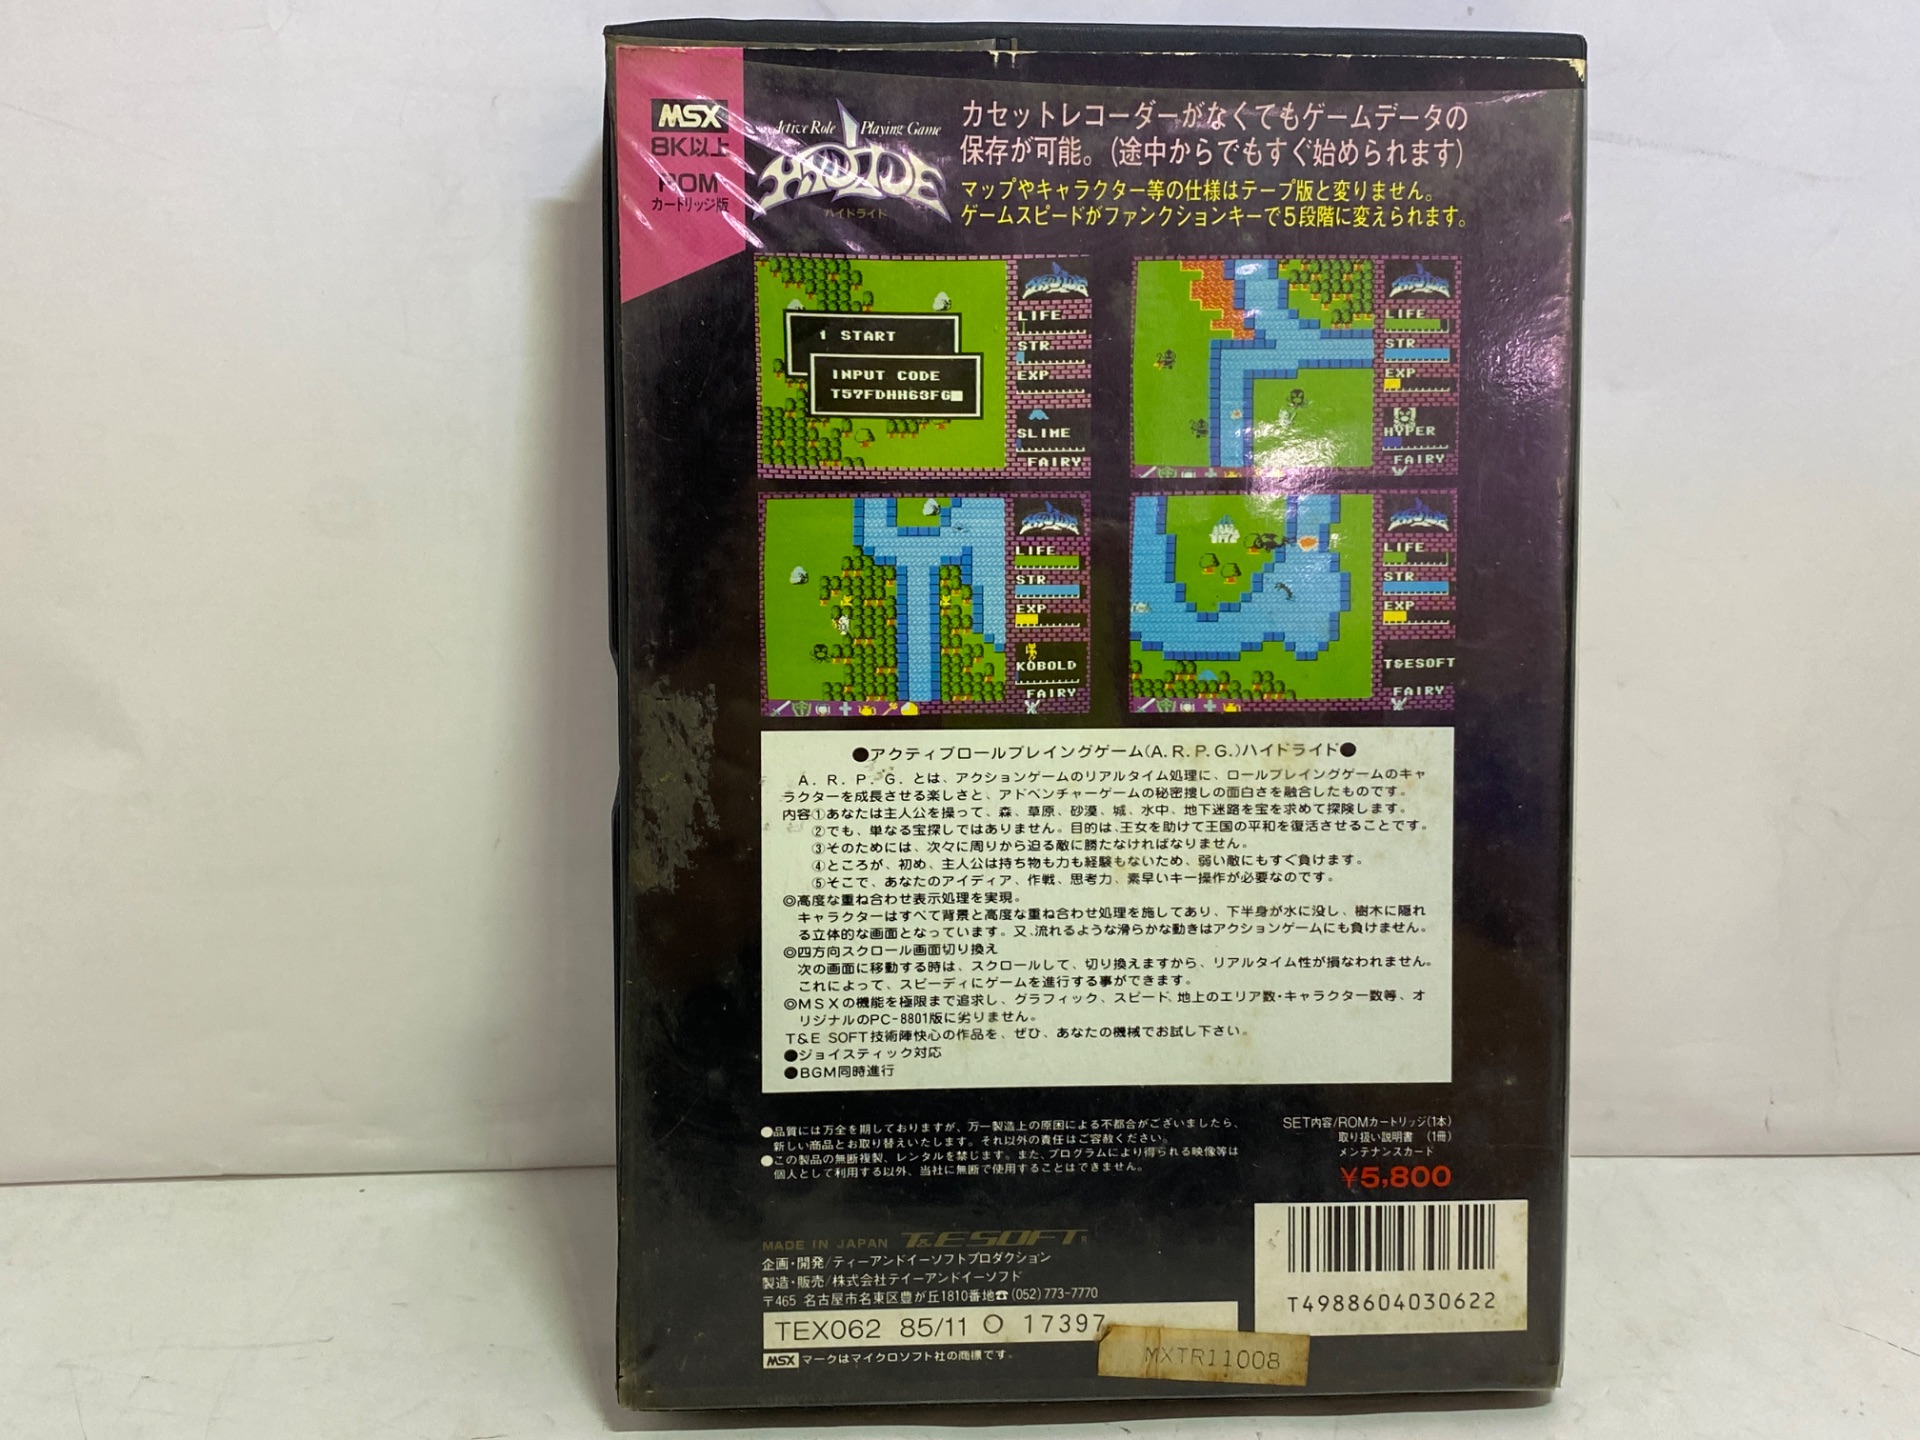 MSX
8K以上
ROM
カートリッジ版
Active Role Playing Game
HYDLIDE
ハイドライド
カセットレコーダーがなくてもゲームデータの
保存が可能。(途中からでもすぐ始められます)
マップやキャラクター等の仕様はテープ版と変りません。
ゲームスピードがファンクションキーで5段階に変えられます。
1 START
INPUT CODE
T57FDHH63FG
HYDLIDE
LIFE
STR
EXP
SLIME
FAIRY
HYDLIDE
LIFE
STR
EXP
HYPER
FAIRY
HYDLIDE
LIFE
STR
EXP
KOBOLD
FAIRY
HYDLIDE
LIFE
STR
EXP
T&ESOFT
FAIRY
●アクティブロールプレイングゲーム(A.R.P.G.)ハイドライド●
A.R.P.G.とは、アクションゲームのリアルタイム処理に、ロールプレイングゲームのキャ
ラクターを成長させる楽しさと、アドベンチャーゲームの秘密捜しの面白さを融合したものです。
内容①あなたは主人公を操って、森、草原、砂漠、城、水中、地下迷路を宝を求めて探険します。
②でも、単なる宝探しではありません。目的は、王女を助けて王国の平和を復活させることです。
③そのためには、次々に周りから迫る敵に勝たなければなりません。
④ところが、初め、主人公は持ち物も力も経験もないため、弱い敵にもすぐ負けます。
⑤そこで、あなたのアイディア、作戦、思考力、素早いキー操作が必要なのです。
◎高度な重ね合わせ表示処理を実現。
キャラクターはすべて背景と高度な重ね合わせ処理を施してあり、下半身が水に没し、樹木に隠れ
る立体的な画面となっています。又、流れるような滑らかな動きはアクションゲームにも負けません。
◎四方向スクロール画面切り換え
次の画面に移動する時は、スクロールして、切り換えますから、リアルタイム性が損なわれません。
これによって、スピーディにゲームを進行する事ができます。
◎MSXの機能を極限まで追求し、グラフィック、スピード、地上のエリア数・キャラクター数等、オ
リジナルのPC-8801版に劣りません。
T&E SOFT技術陣快心の作品を、ぜひ、あなたの機械でお試し下さい。
●ジョイスティック対応
●BGM同時進行
●品質には万全を期しておりますが、万一製造上の原因による不都合がございましたら、
新しい商品とお取り替えいたします。それ以外の責任はご容赦ください。
●この製品の無断複製、レンタルを禁じます。また、プログラムにより得られる映像等は
個人として利用する以外、当社に無断で使用することはできません。
SET内容/ROMカートリッジ(1本)
取り扱い説明書 (1冊)
メンテナンスカード
¥5,800
MADE IN JAPAN T&E SOFT
企画・開発/ティーアンドイーソフトプロダクション
製造・販売/株式会社テイーアンドイーソフト
〒465 名古屋市名東区豊が丘1810番地☎(052)773-7770
TEX062 85/11 O 17397
MSXマークはマイクロソフト社の商標です。
MXTR11008
T4988604030622